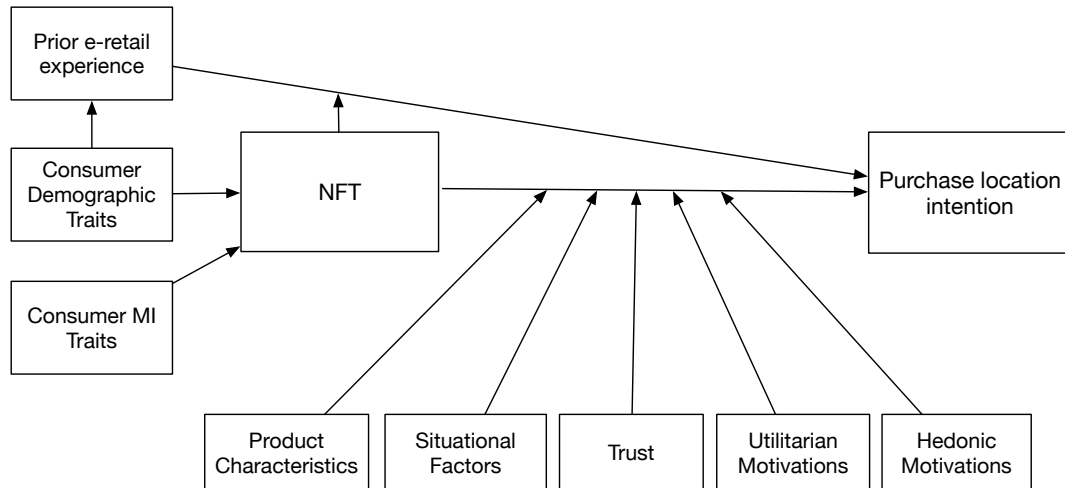 Prior e-retail
experience
Consumer
Demographic
Traits
NFT
Purchase location
intention
Consumer MI
Traits
Product
Characteristics
Situational
Factors
Trust
Utilitarian
Motivations
Hedonic
Motivations